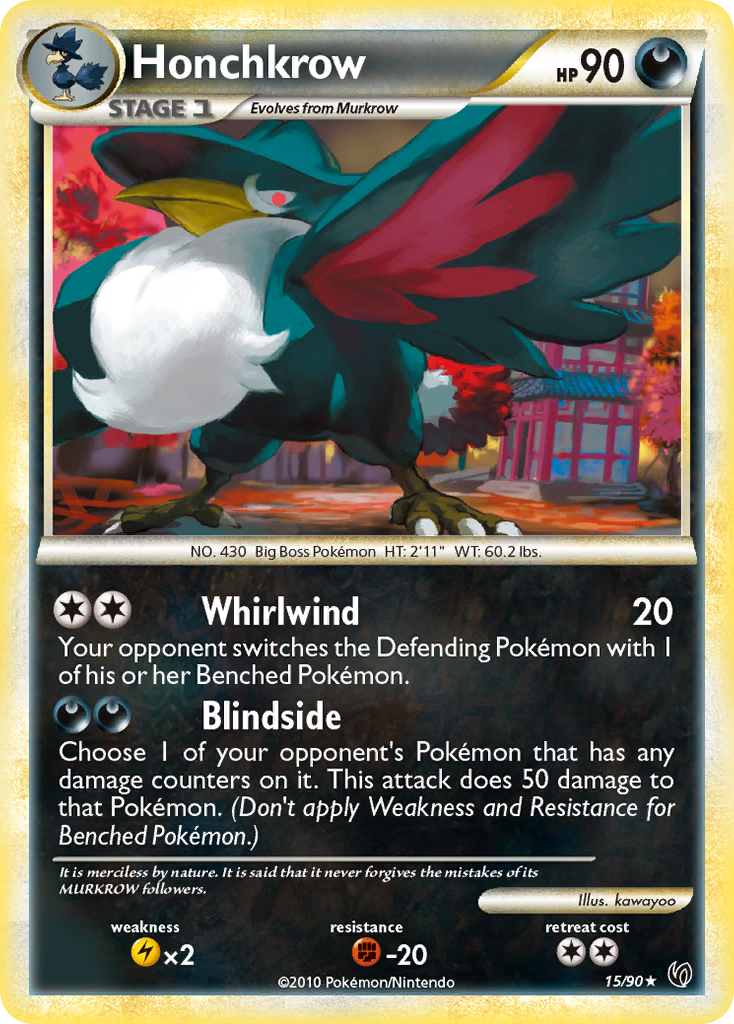 Honchkrow
HP 90
STAGE 1
Evolves from Murkrow
NO. 430 Big Boss Pokémon HT: 2'11" WT: 60.2 lbs.
Whirlwind 20
Your opponent switches the Defending Pokémon with 1
of his or her Benched Pokémon.
Blindside
Choose 1 of your opponent's Pokémon that has any
damage counters on it. This attack does 50 damage to
that Pokémon. (Don't apply Weakness and Resistance for
Benched Pokémon.)
It is merciless by nature. It is said that it never forgives the mistakes of its
MURKROW followers.
Illus. kawayoo
weakness resistance retreat cost
×2 -20
©2010 Pokémon/Nintendo 15/90★